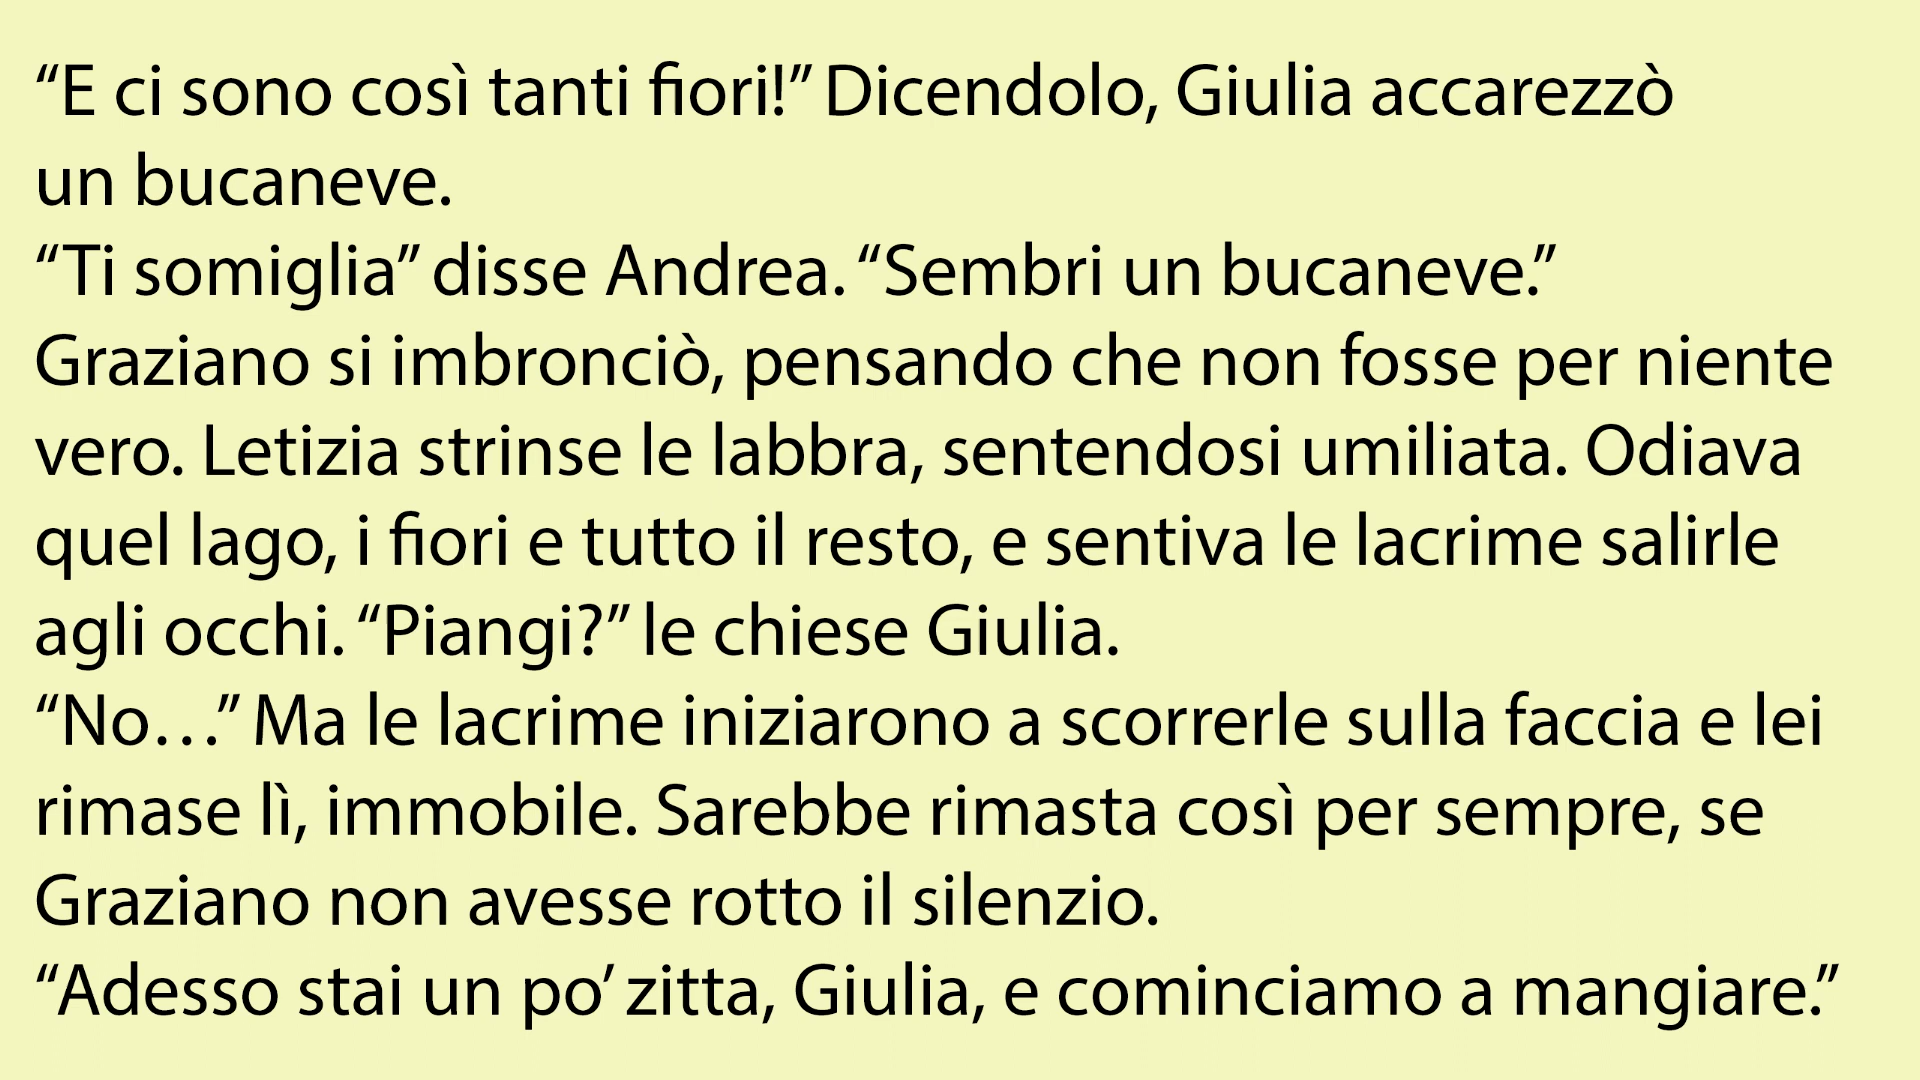 “E ci sono così tanti fiori!” Dicendolo, Giulia accarezzò
un bucaneve.
“Ti somiglia” disse Andrea. “Sembri un bucaneve.”
Graziano si imbronciò, pensando che non fosse per niente
vero. Letizia strinse le labbra, sentendosi umiliata. Odiava
quel lago, i fiori e tutto il resto, e sentiva le lacrime salirle
agli occhi. “Piangi?” le chiese Giulia.
“No…” Ma le lacrime iniziarono a scorrerle sulla faccia e lei
rimase lì, immobile. Sarebbe rimasta così per sempre, se
Graziano non avesse rotto il silenzio.
“Adesso stai un po’ zitta, Giulia, e cominciamo a mangiare.”